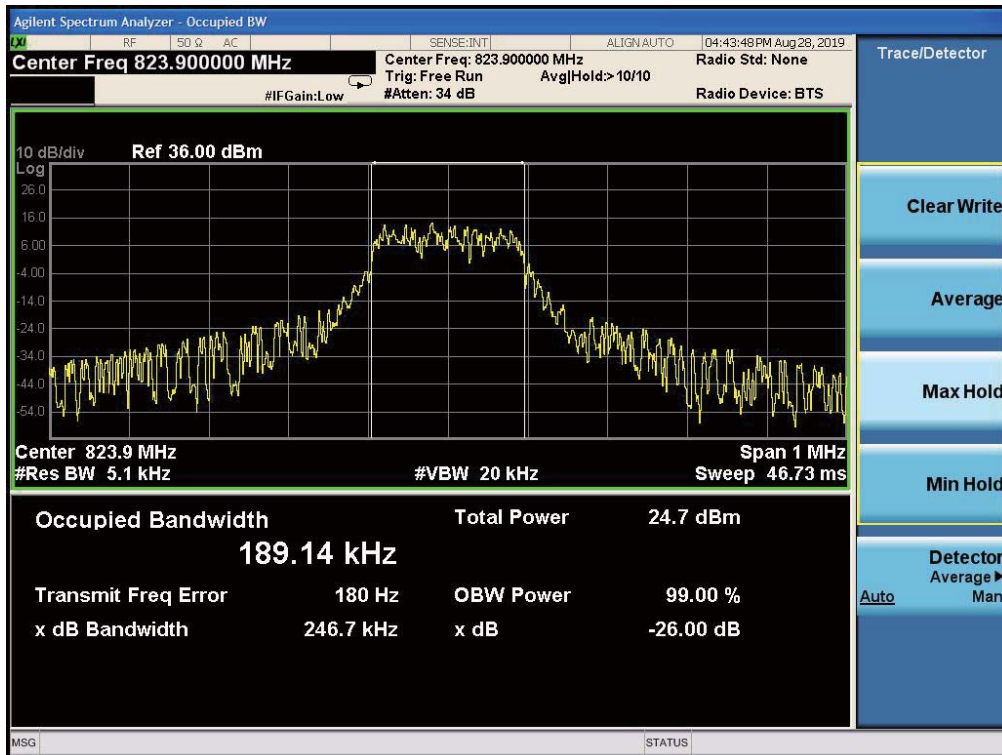 Agilent Spectrum Analyzer - Occupied BW
LXI RF 50 Ω AC SENSE:INT ALIGN AUTO 04:43:48 PM Aug 28, 2019
Center Freq 823.900000 MHz
Center Freq: 823.900000 MHz
Radio Std: None
Trig: Free Run Avg|Hold:> 10/10
#IFGain:Low #Atten: 34 dB Radio Device: BTS
10 dB/div Ref 36.00 dBm
Log
26.0
16.0
6.00
-4.00
-14.0
-24.0
-34.0
-44.0
-54.0
Center 823.9 MHz Span 1 MHz
#Res BW 5.1 kHz #VBW 20 kHz Sweep 46.73 ms
Occupied Bandwidth Total Power 24.7 dBm
189.14 kHz
Transmit Freq Error 180 Hz OBW Power 99.00 %
x dB Bandwidth 246.7 kHz x dB -26.00 dB
MSG STATUS
Trace/Detector
Clear Write
Average
Max Hold
Min Hold
Detector
Average
Auto Man